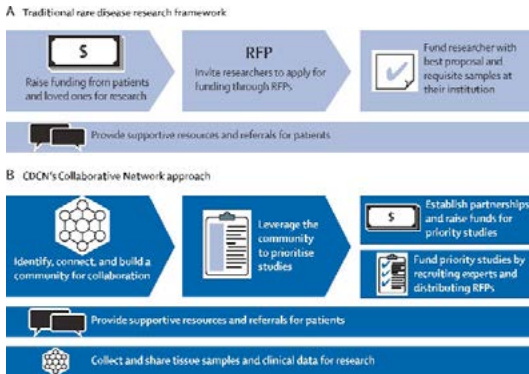 A Traditional rare disease research framework
$
Raise funding from patients
and loved ones for research
RFP
Invite researchers to apply for
funding through RFPs
Fund researcher with
best proposal and
requisite samples at
their institution
Provide supportive resources and referrals for patients
B CDCN's Collaborative Network approach
Identify, connect, and build a
community for collaboration
Leverage the
community
to prioritise
studies
$
Establish partnerships
and raise funds for
priority studies
Fund priority studies by
recruiting experts and
distributing RFPs
Provide supportive resources and referrals for patients
Collect and share tissue samples and clinical data for research